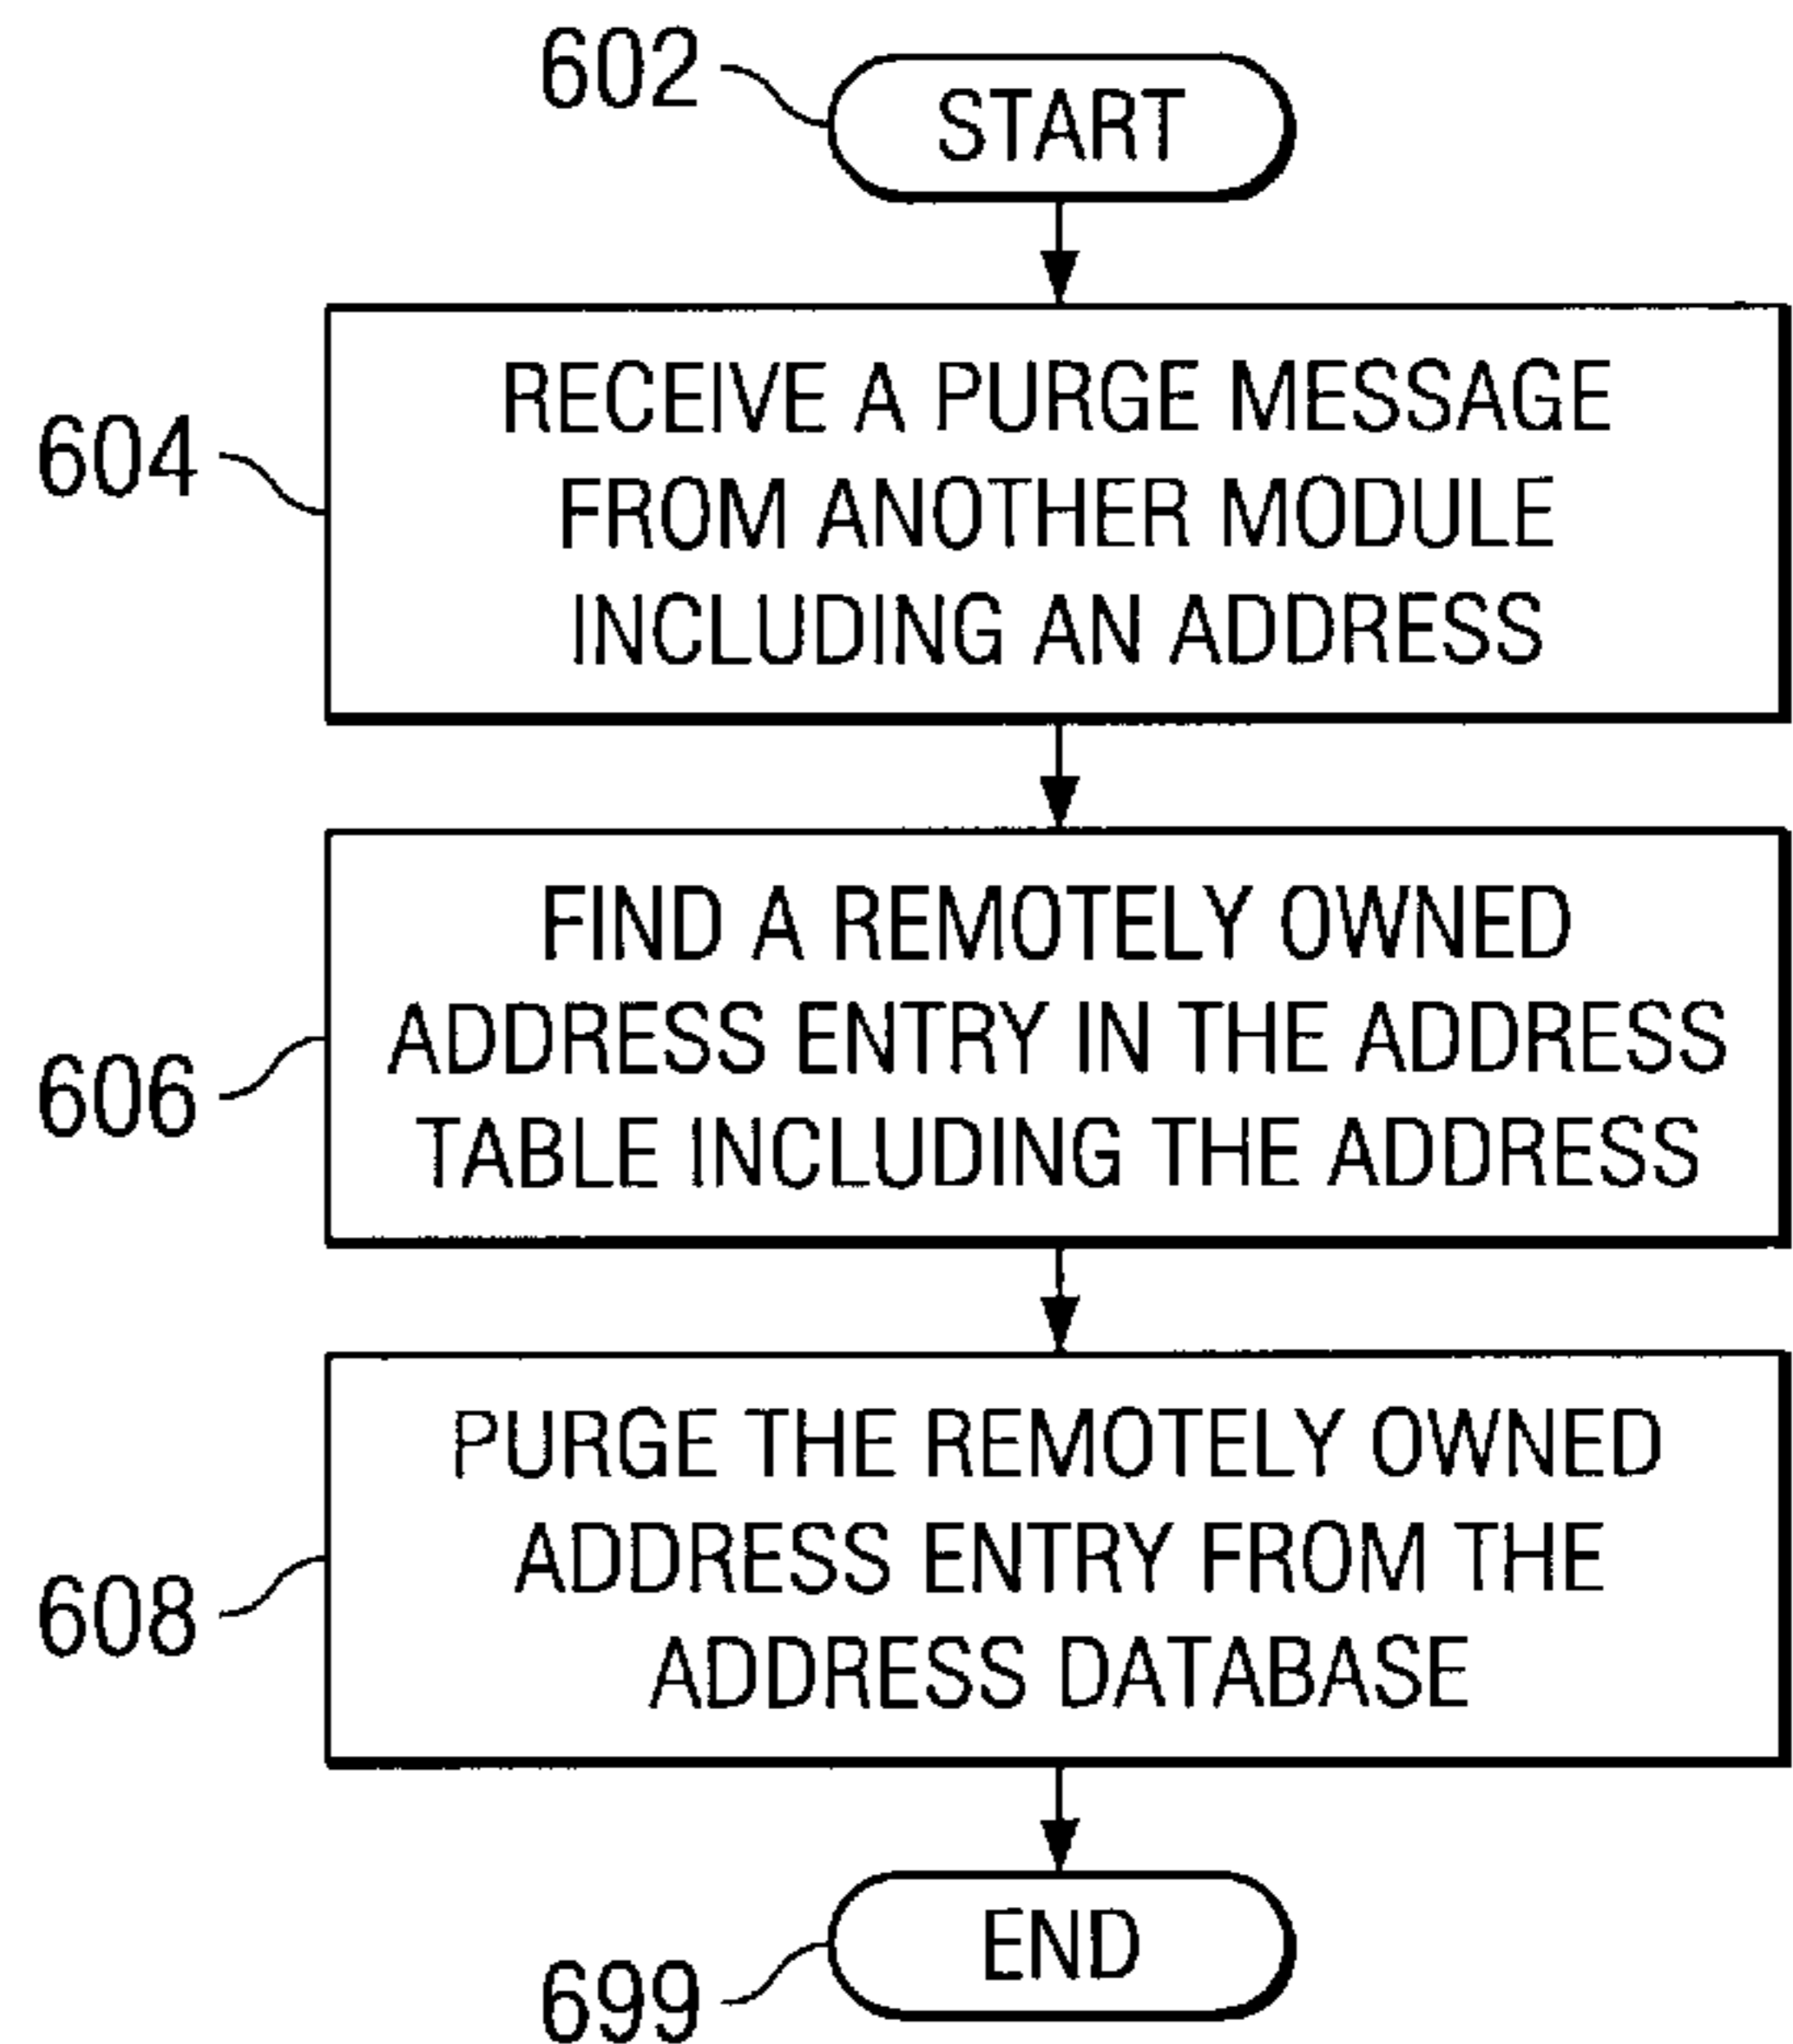 602
START
604
RECEIVE A PURGE MESSAGE
FROM ANOTHER MODULE
INCLUDING AN ADDRESS
606
FIND A REMOTELY OWNED
ADDRESS ENTRY IN THE ADDRESS
TABLE INCLUDING THE ADDRESS
608
PURGE THE REMOTELY OWNED
ADDRESS ENTRY FROM THE
ADDRESS DATABASE
699
END